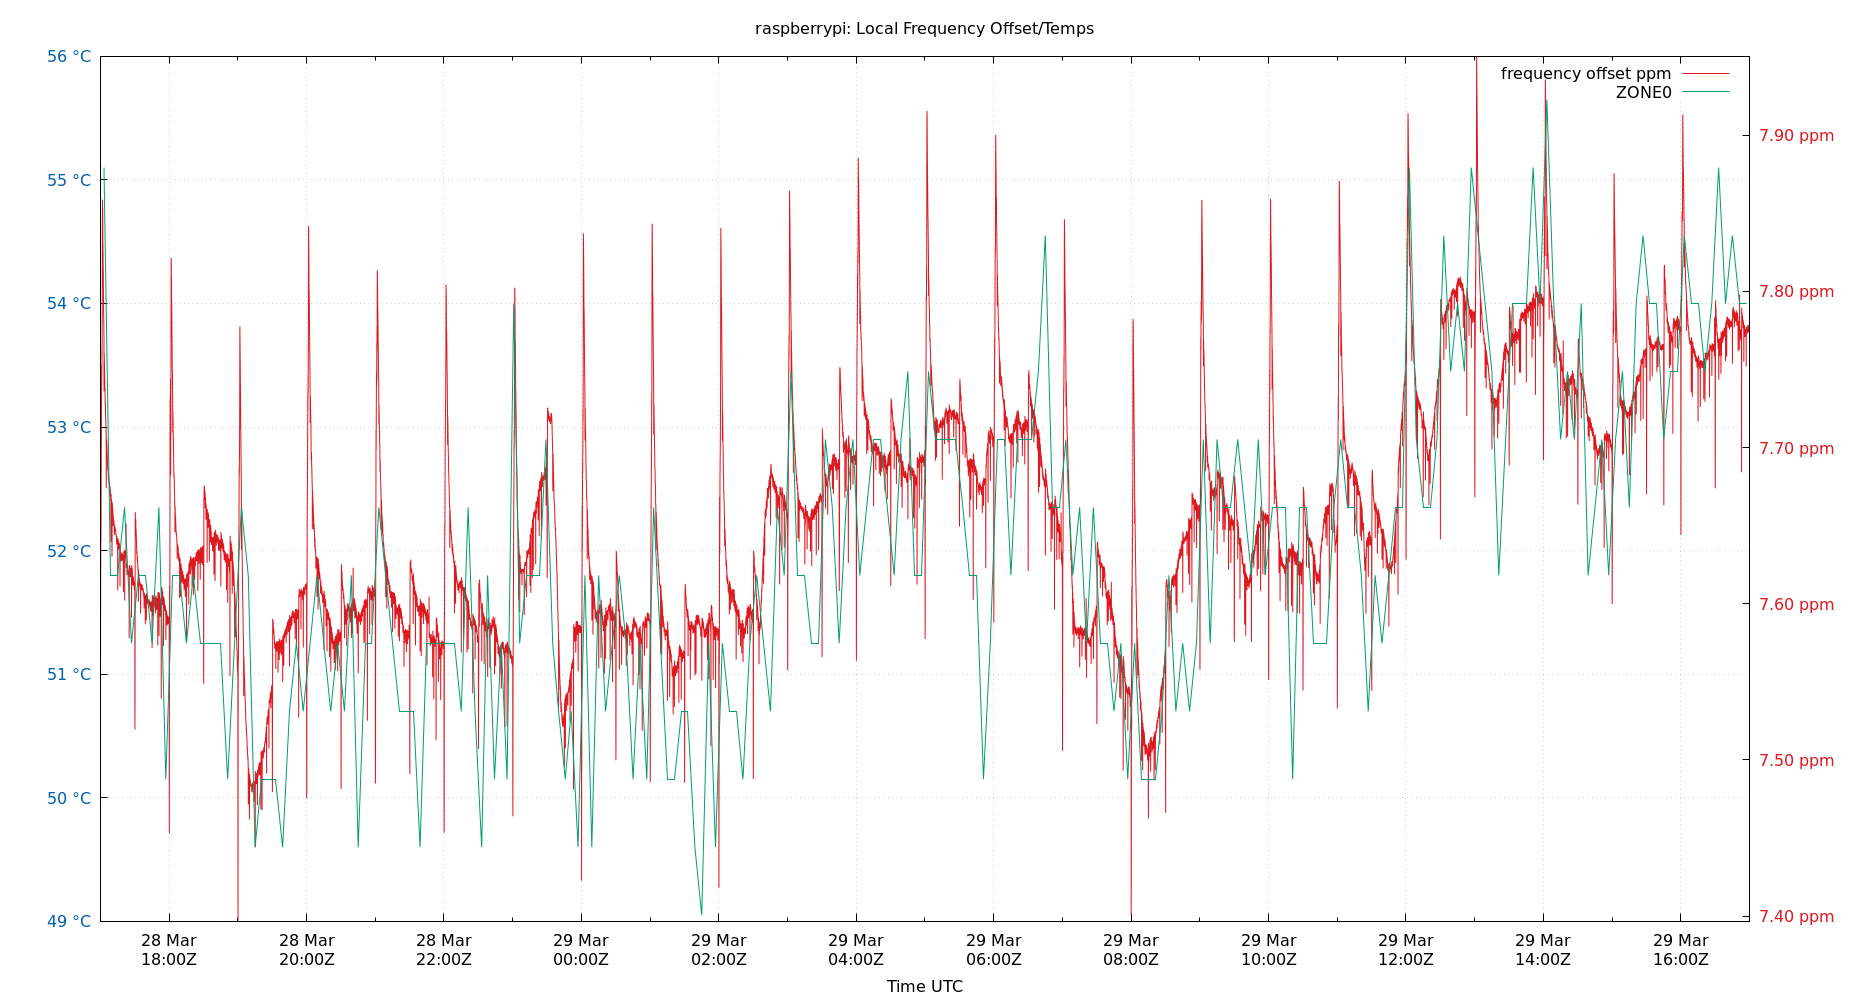 raspberrypi: Local Frequency Offset/Temps
frequency offset ppm
ZONE0
56 °C
55 °C
54 °C
53 °C
52 °C
51 °C
50 °C
49 °C
7.90 ppm
7.80 ppm
7.70 ppm
7.60 ppm
7.50 ppm
7.40 ppm
28 Mar 28 Mar 28 Mar 29 Mar 29 Mar 29 Mar 29 Mar 29 Mar 29 Mar 29 Mar 29 Mar 29 Mar
18:00Z 20:00Z 22:00Z 00:00Z 02:00Z 04:00Z 06:00Z 08:00Z 10:00Z 12:00Z 14:00Z 16:00Z
Time UTC